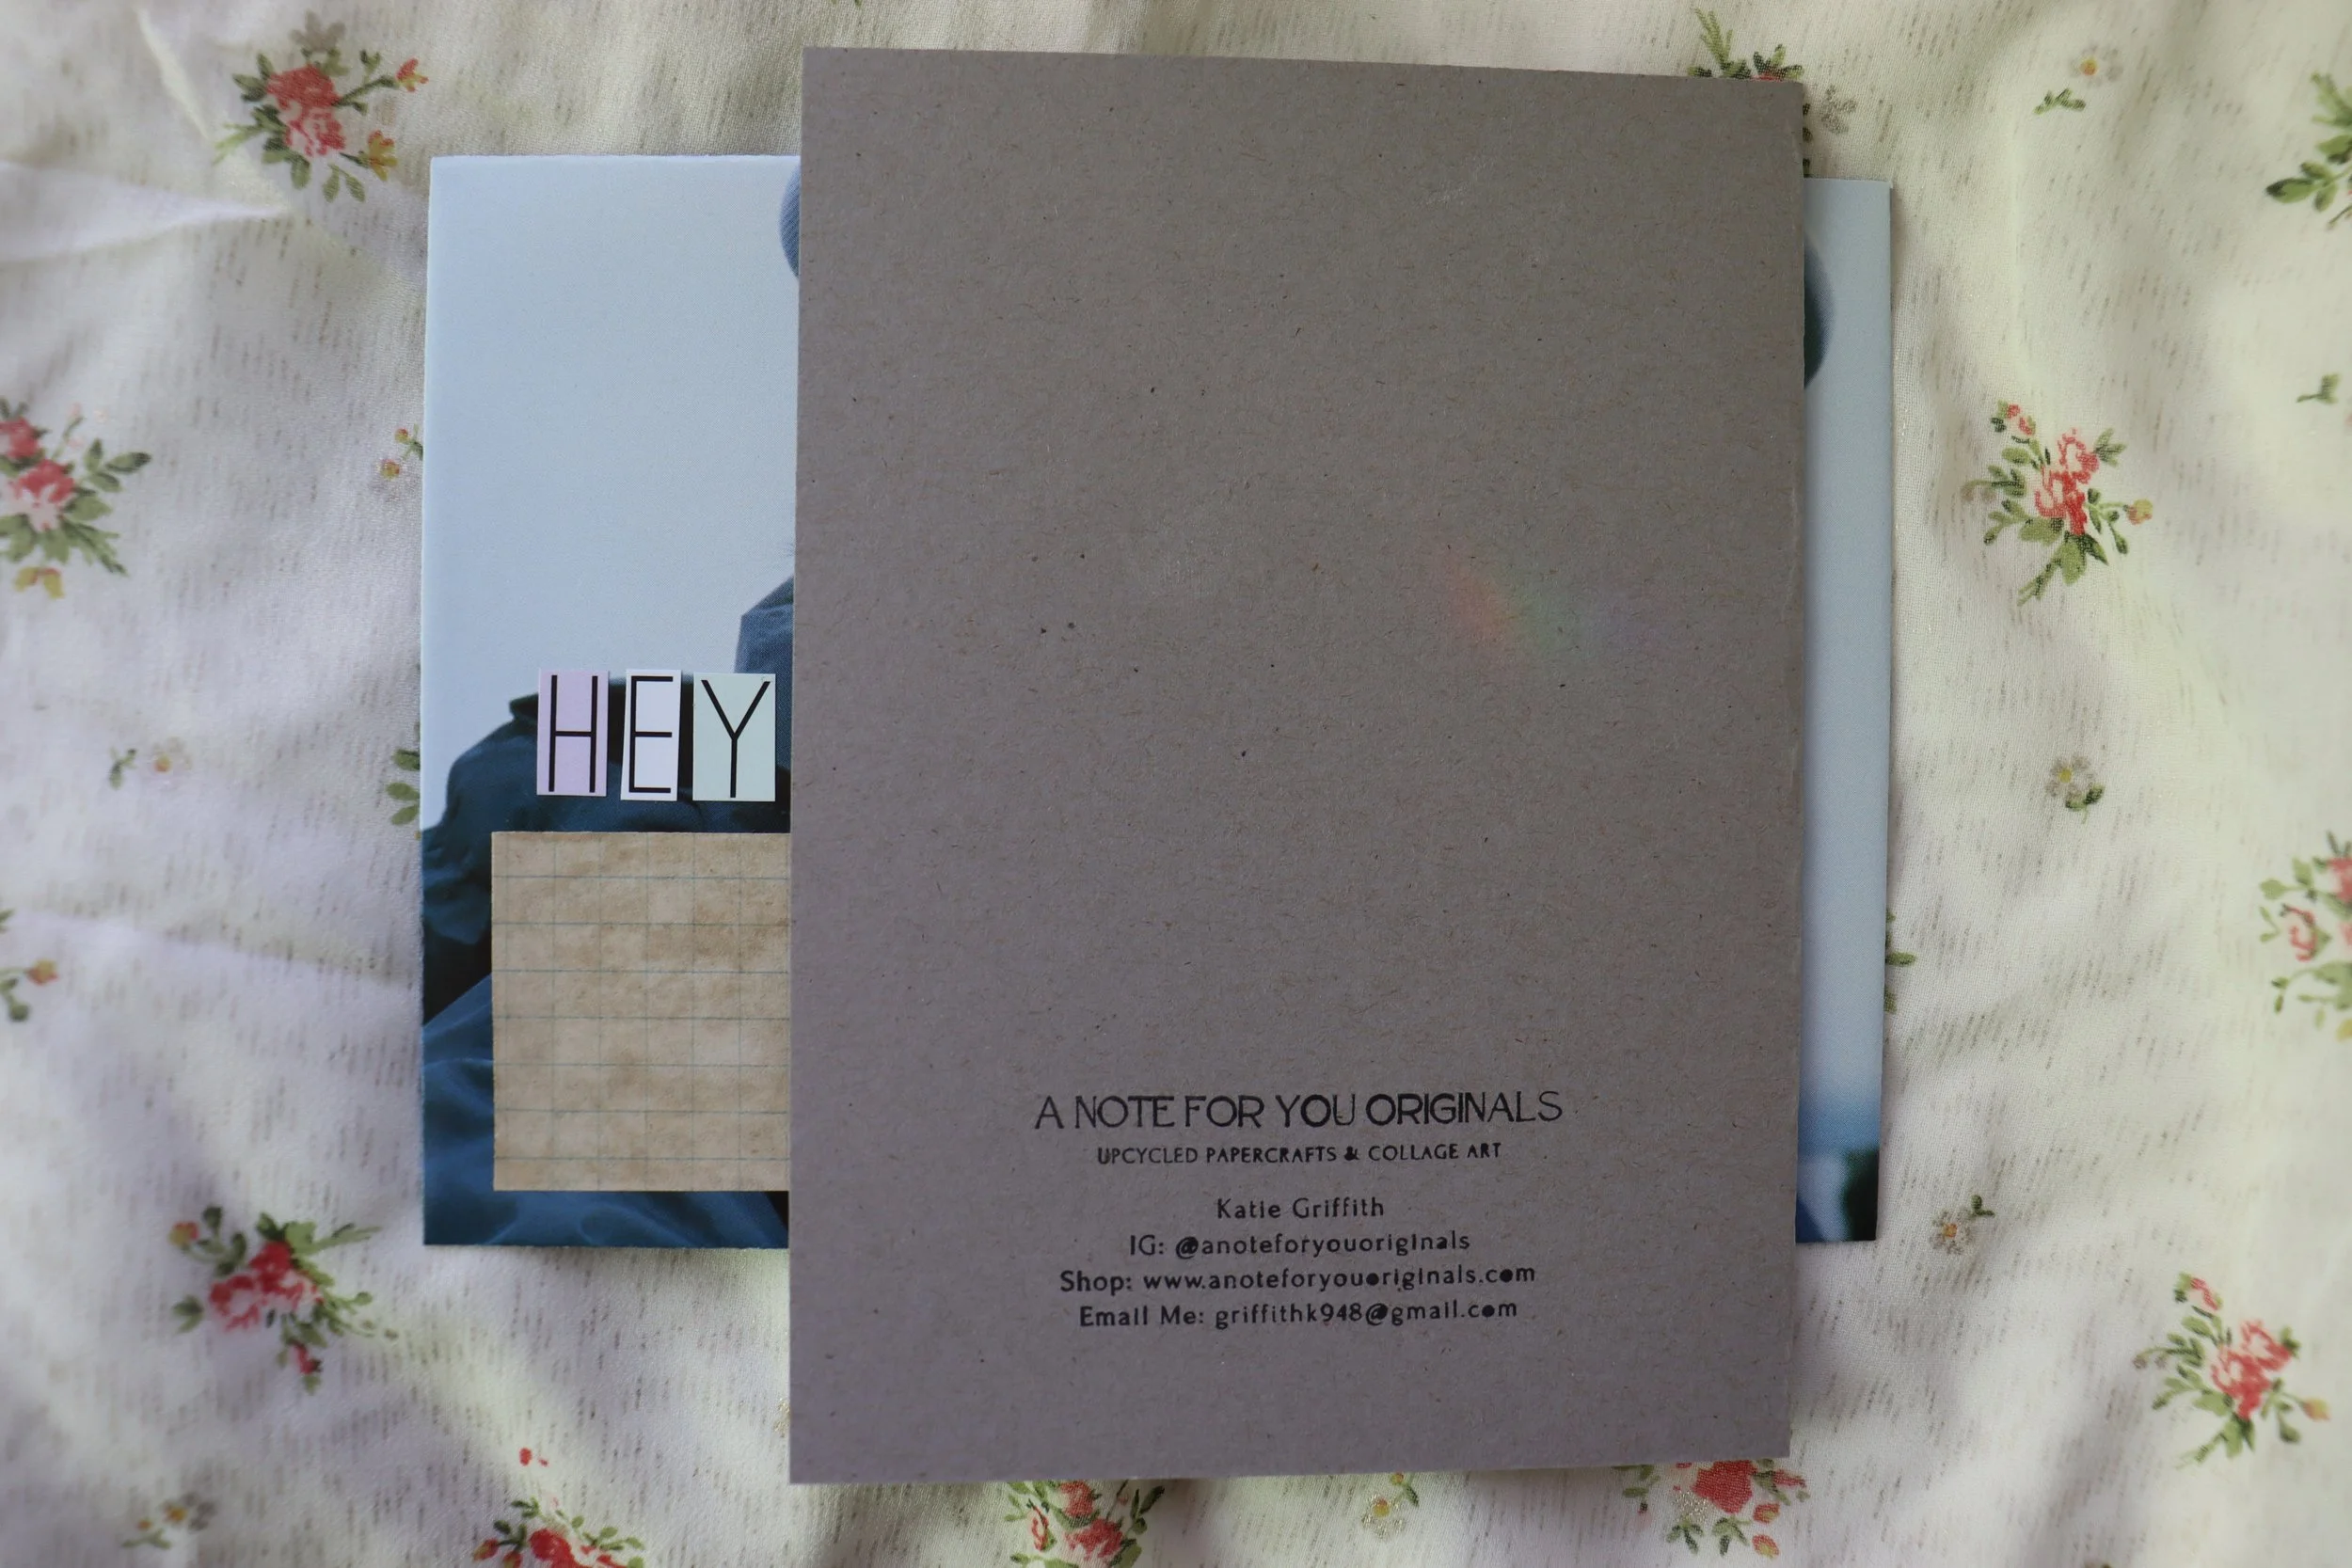 HEY
A NOTE FOR YOU ORIGINALS
UPCYCLED PAPERCRAFTS & COLLAGE ART
Katie Griffith
IG: @anoteforyouoriginals
Shop: www.anoteforyouoriginals.com
Email Me: griffithk948@gmail.com